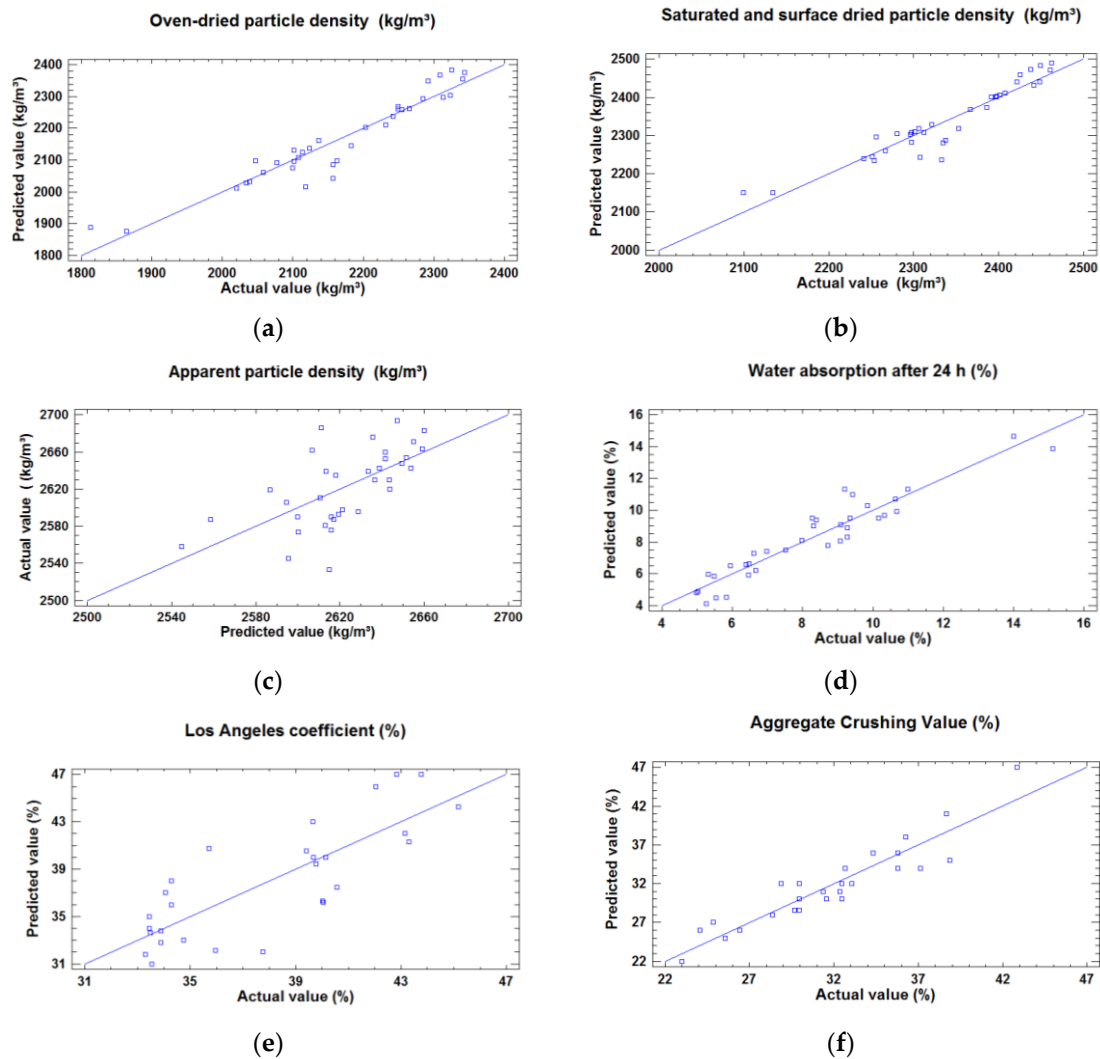 Oven-dried particle density (kg/m³)
Predicted value (kg/m³)
2400
2300
2200
2100
2000
1900
1800
1800 1900 2000 2100 2200 2300 2400
Actual value (kg/m³)
(a)
Saturated and surface dried particle density (kg/m³)
Predicted value (kg/m³)
2500
2400
2300
2200
2100
2000
2000 2100 2200 2300 2400 2500
Actual value (kg/m³)
(b)
Apparent particle density (kg/m³)
Actual value ( (kg/m³)
2700
2660
2620
2580
2540
2500
2500 2540 2580 2620 2660 2700
Predicted value (kg/m³)
(c)
Water absorption after 24 h (%)
Predicted value (%)
16
14
12
10
8
6
4
4 6 8 10 12 14 16
Actual value (%)
(d)
Los Angeles coefficient (%)
Predicted value (%)
47
43
39
35
31
31 35 39 43 47
Actual value (%)
(e)
Aggregate Crushing Value (%)
Predicted value (%)
47
42
37
32
27
22
22 27 32 37 42 47
Actual value (%)
(f)